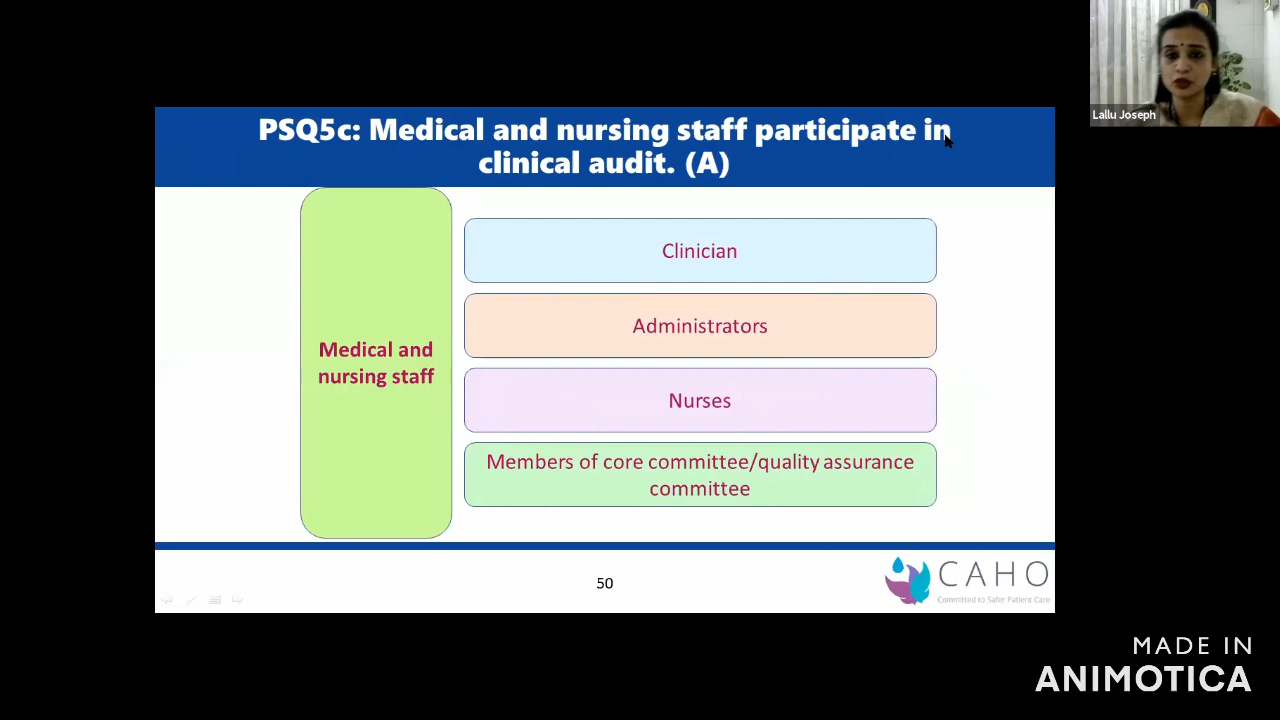 Lallu Joseph
PSQ5c: Medical and nursing staff participate in
clinical audit. (A)
Medical and
nursing staff
Clinician
Administrators
Nurses
Members of core committee/quality assurance
committee
50
CAHO
Committed to Safer Patient Care
MADE IN
ANIMOTICA